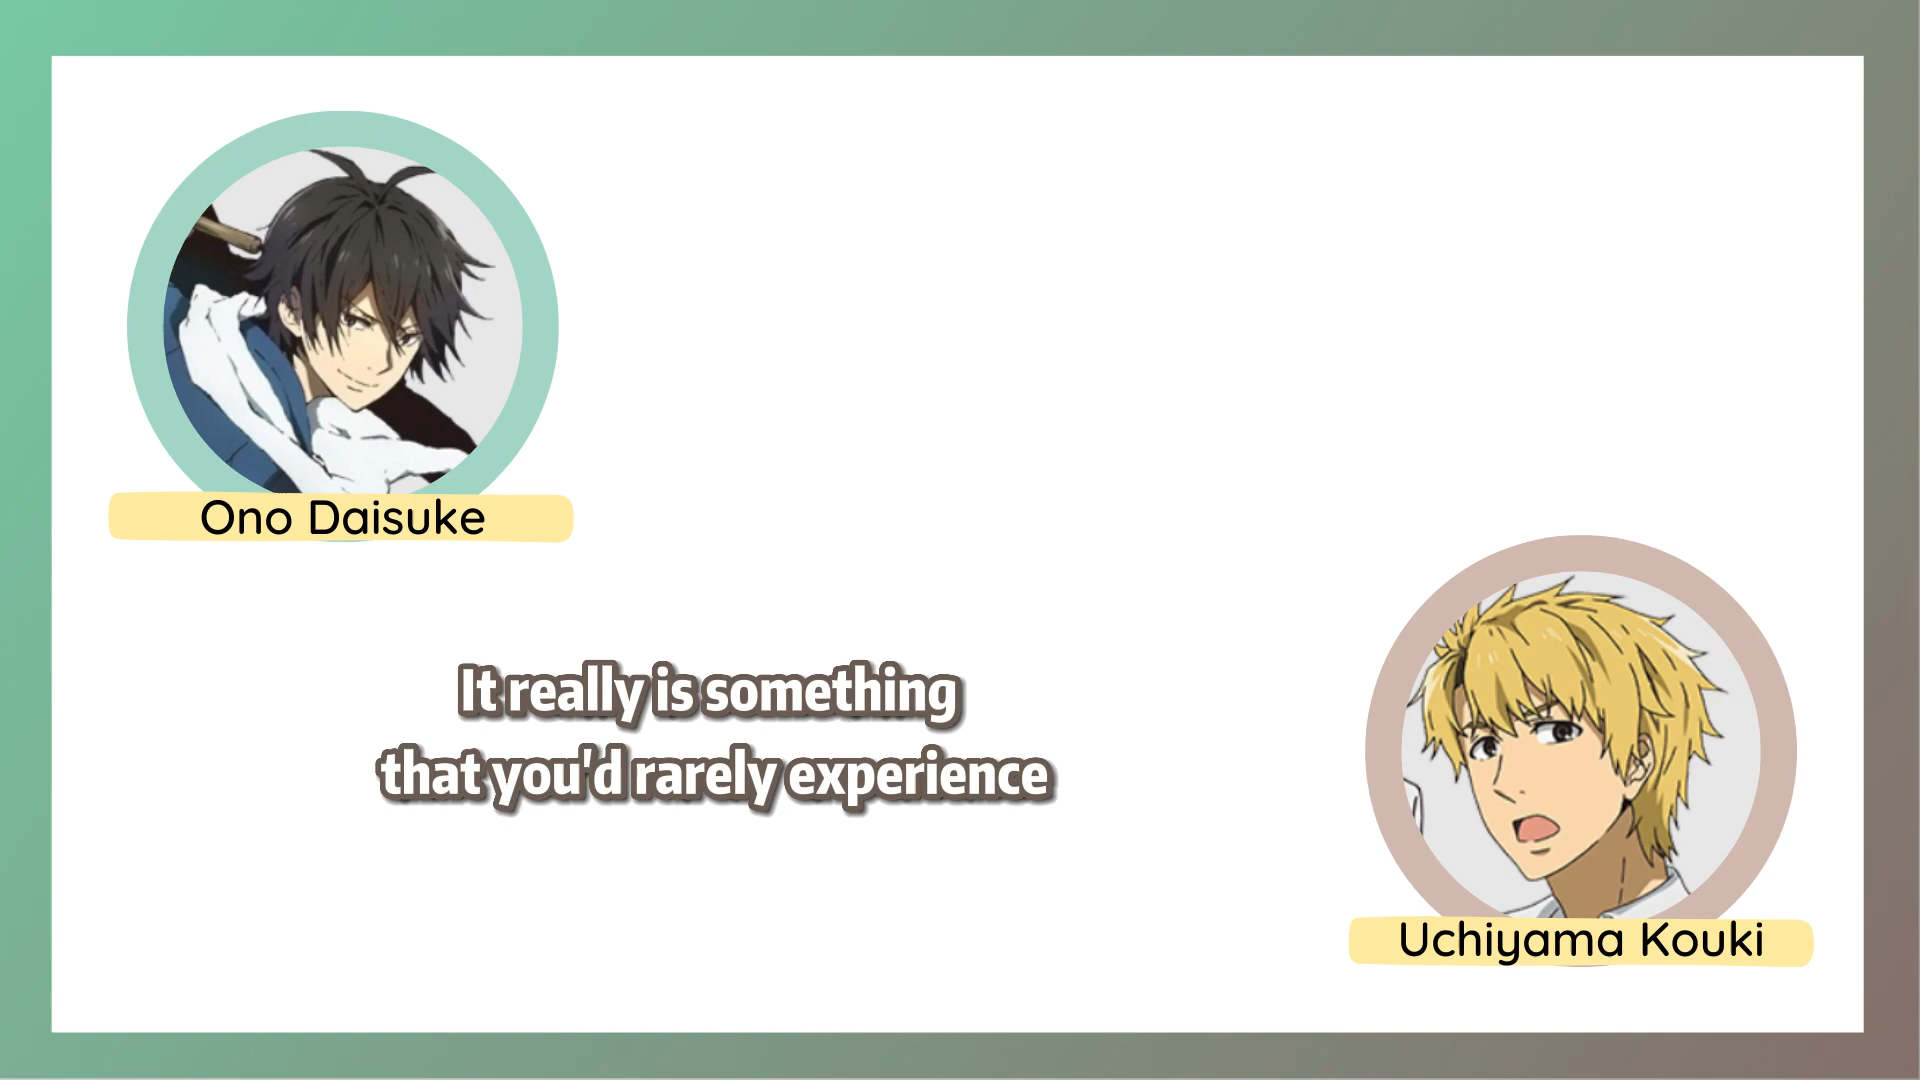 Ono Daisuke
It really is something
that you'd rarely experience
Uchiyama Kouki